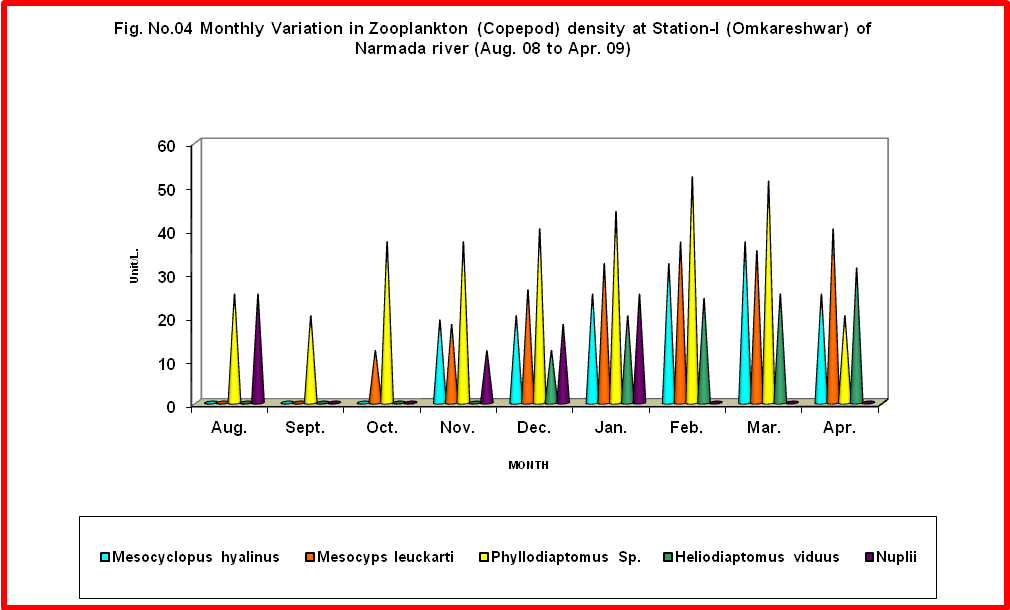 Fig. No.04 Monthly Variation in Zooplankton (Copepod) density at Station-I (Omkareshwar) of
Narmada river (Aug. 08 to Apr. 09)
60
50
40
30
20
10
0
Unit/L.
Aug. Sept. Oct. Nov. Dec. Jan. Feb. Mar. Apr.
MONTH
Mesocyclopus hyalinus Mesocyps leuckarti Phyllodiaptomus Sp. Heliodiaptomus viduus Nuplii